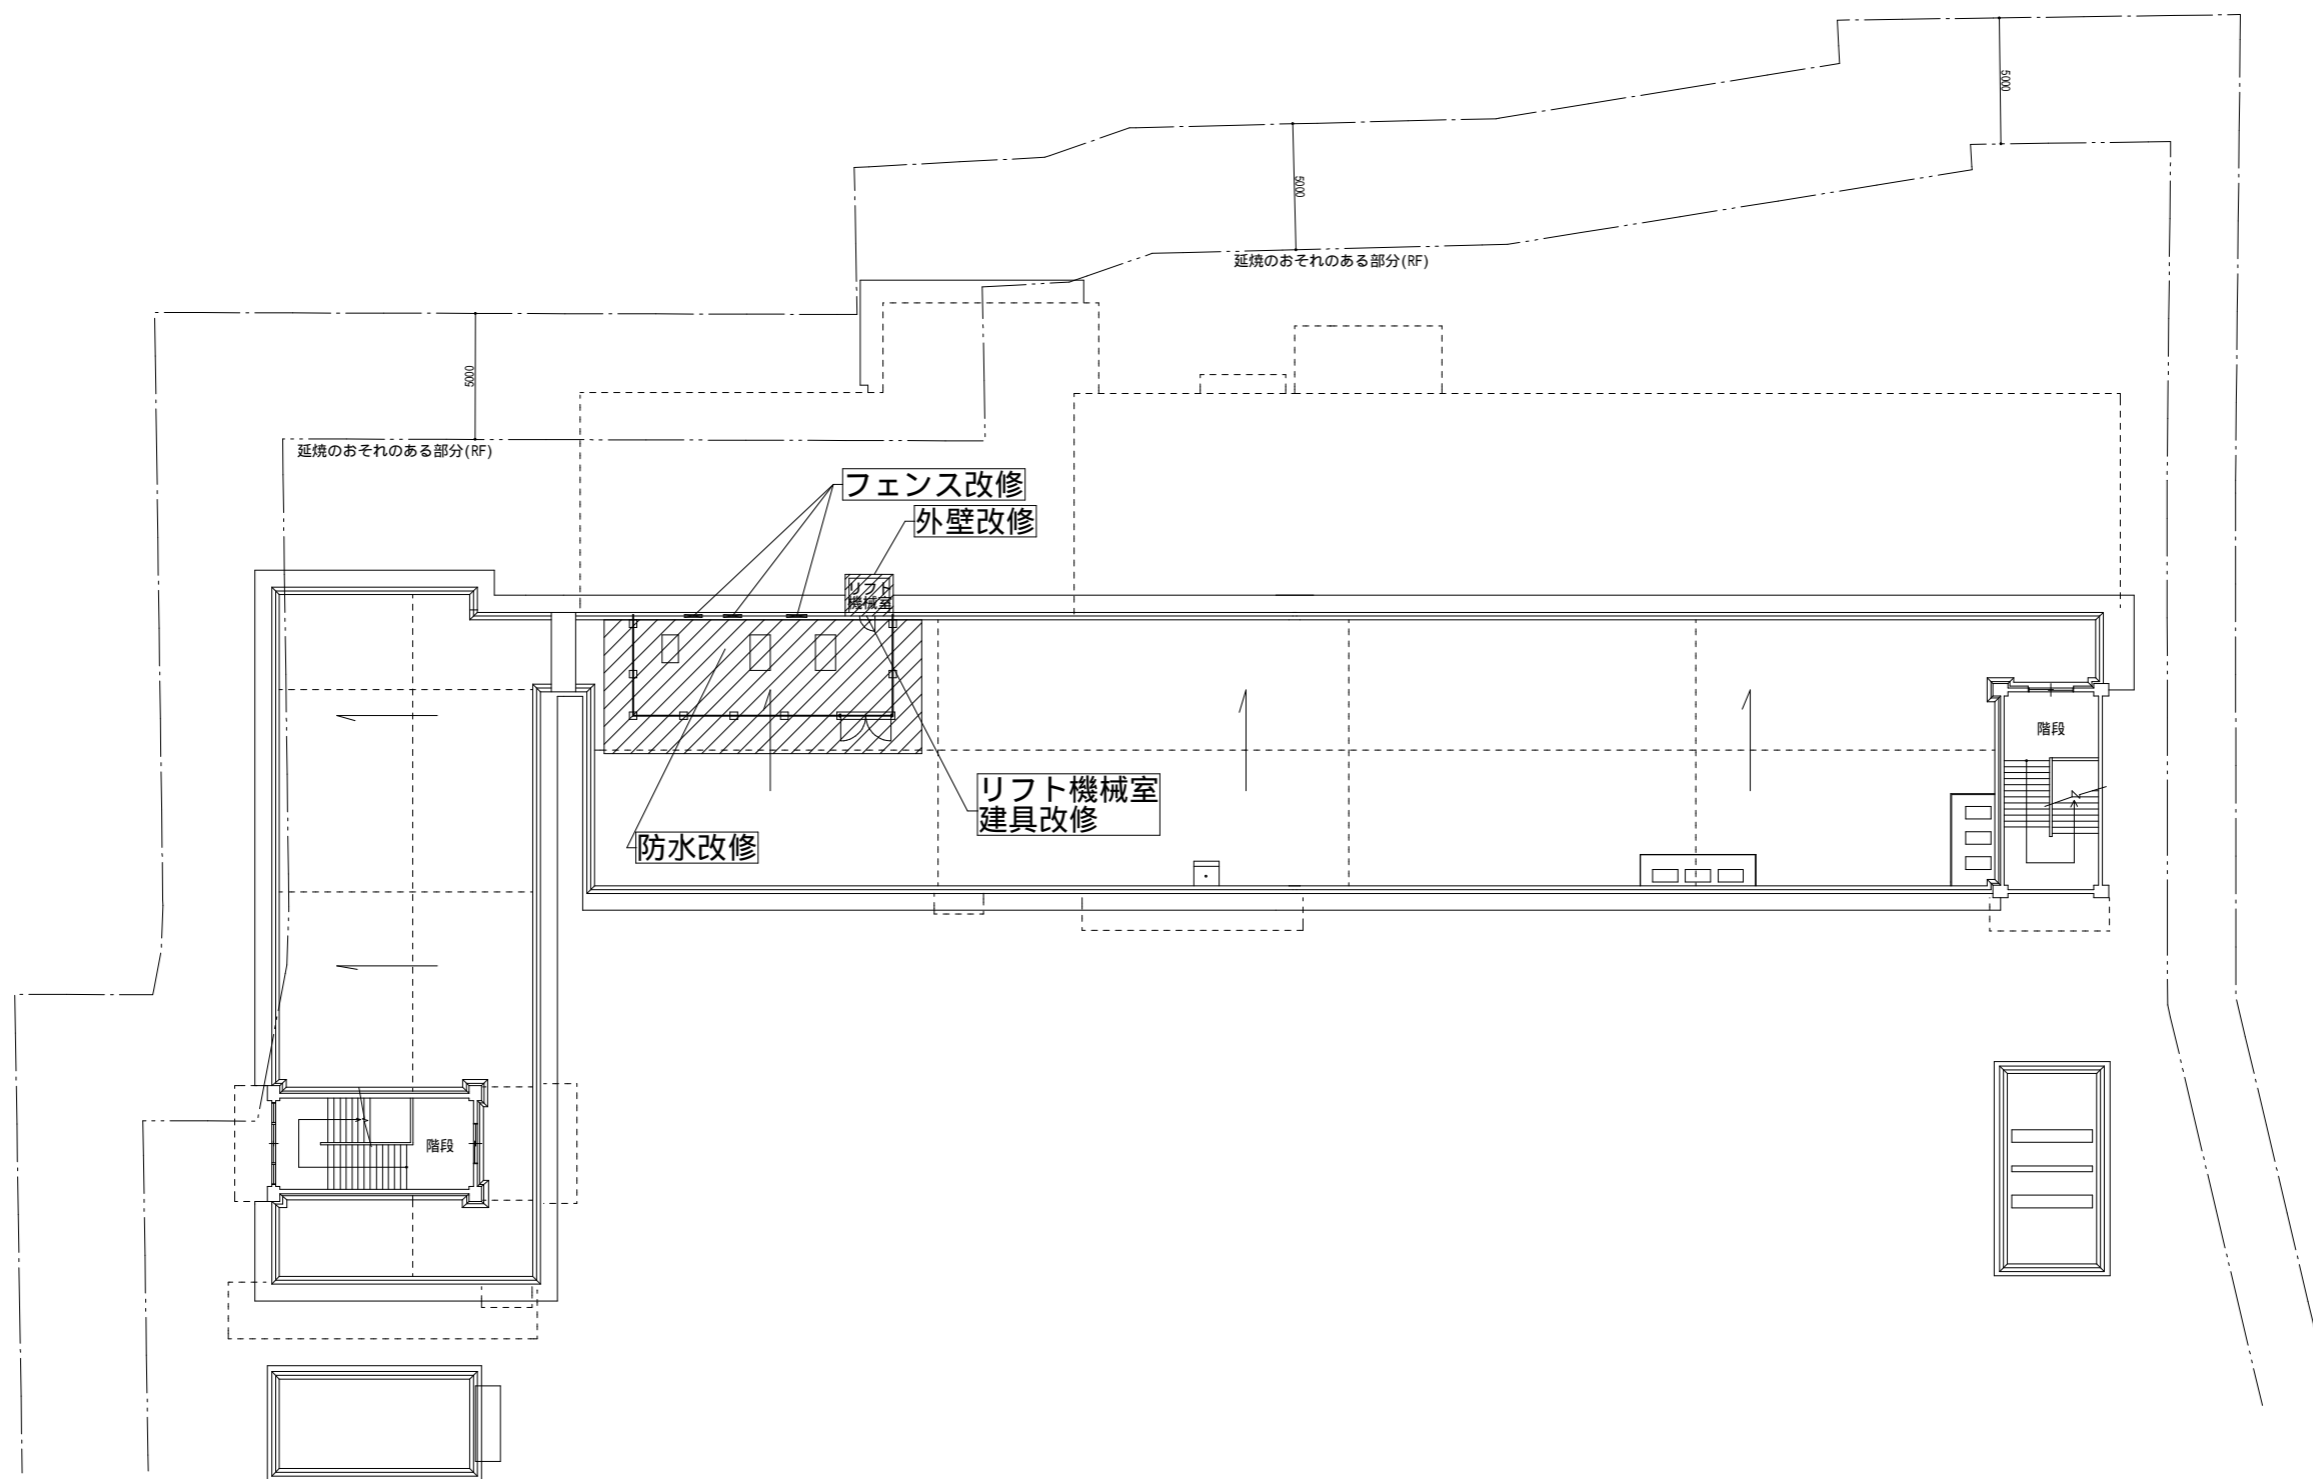 5000
5000
延焼のおそれのある部分(RF)
5000
延焼のおそれのある部分(RF)
フェンス改修
外壁改修
リフト
機械室
階段
リフト機械室
建具改修
防水改修
階段